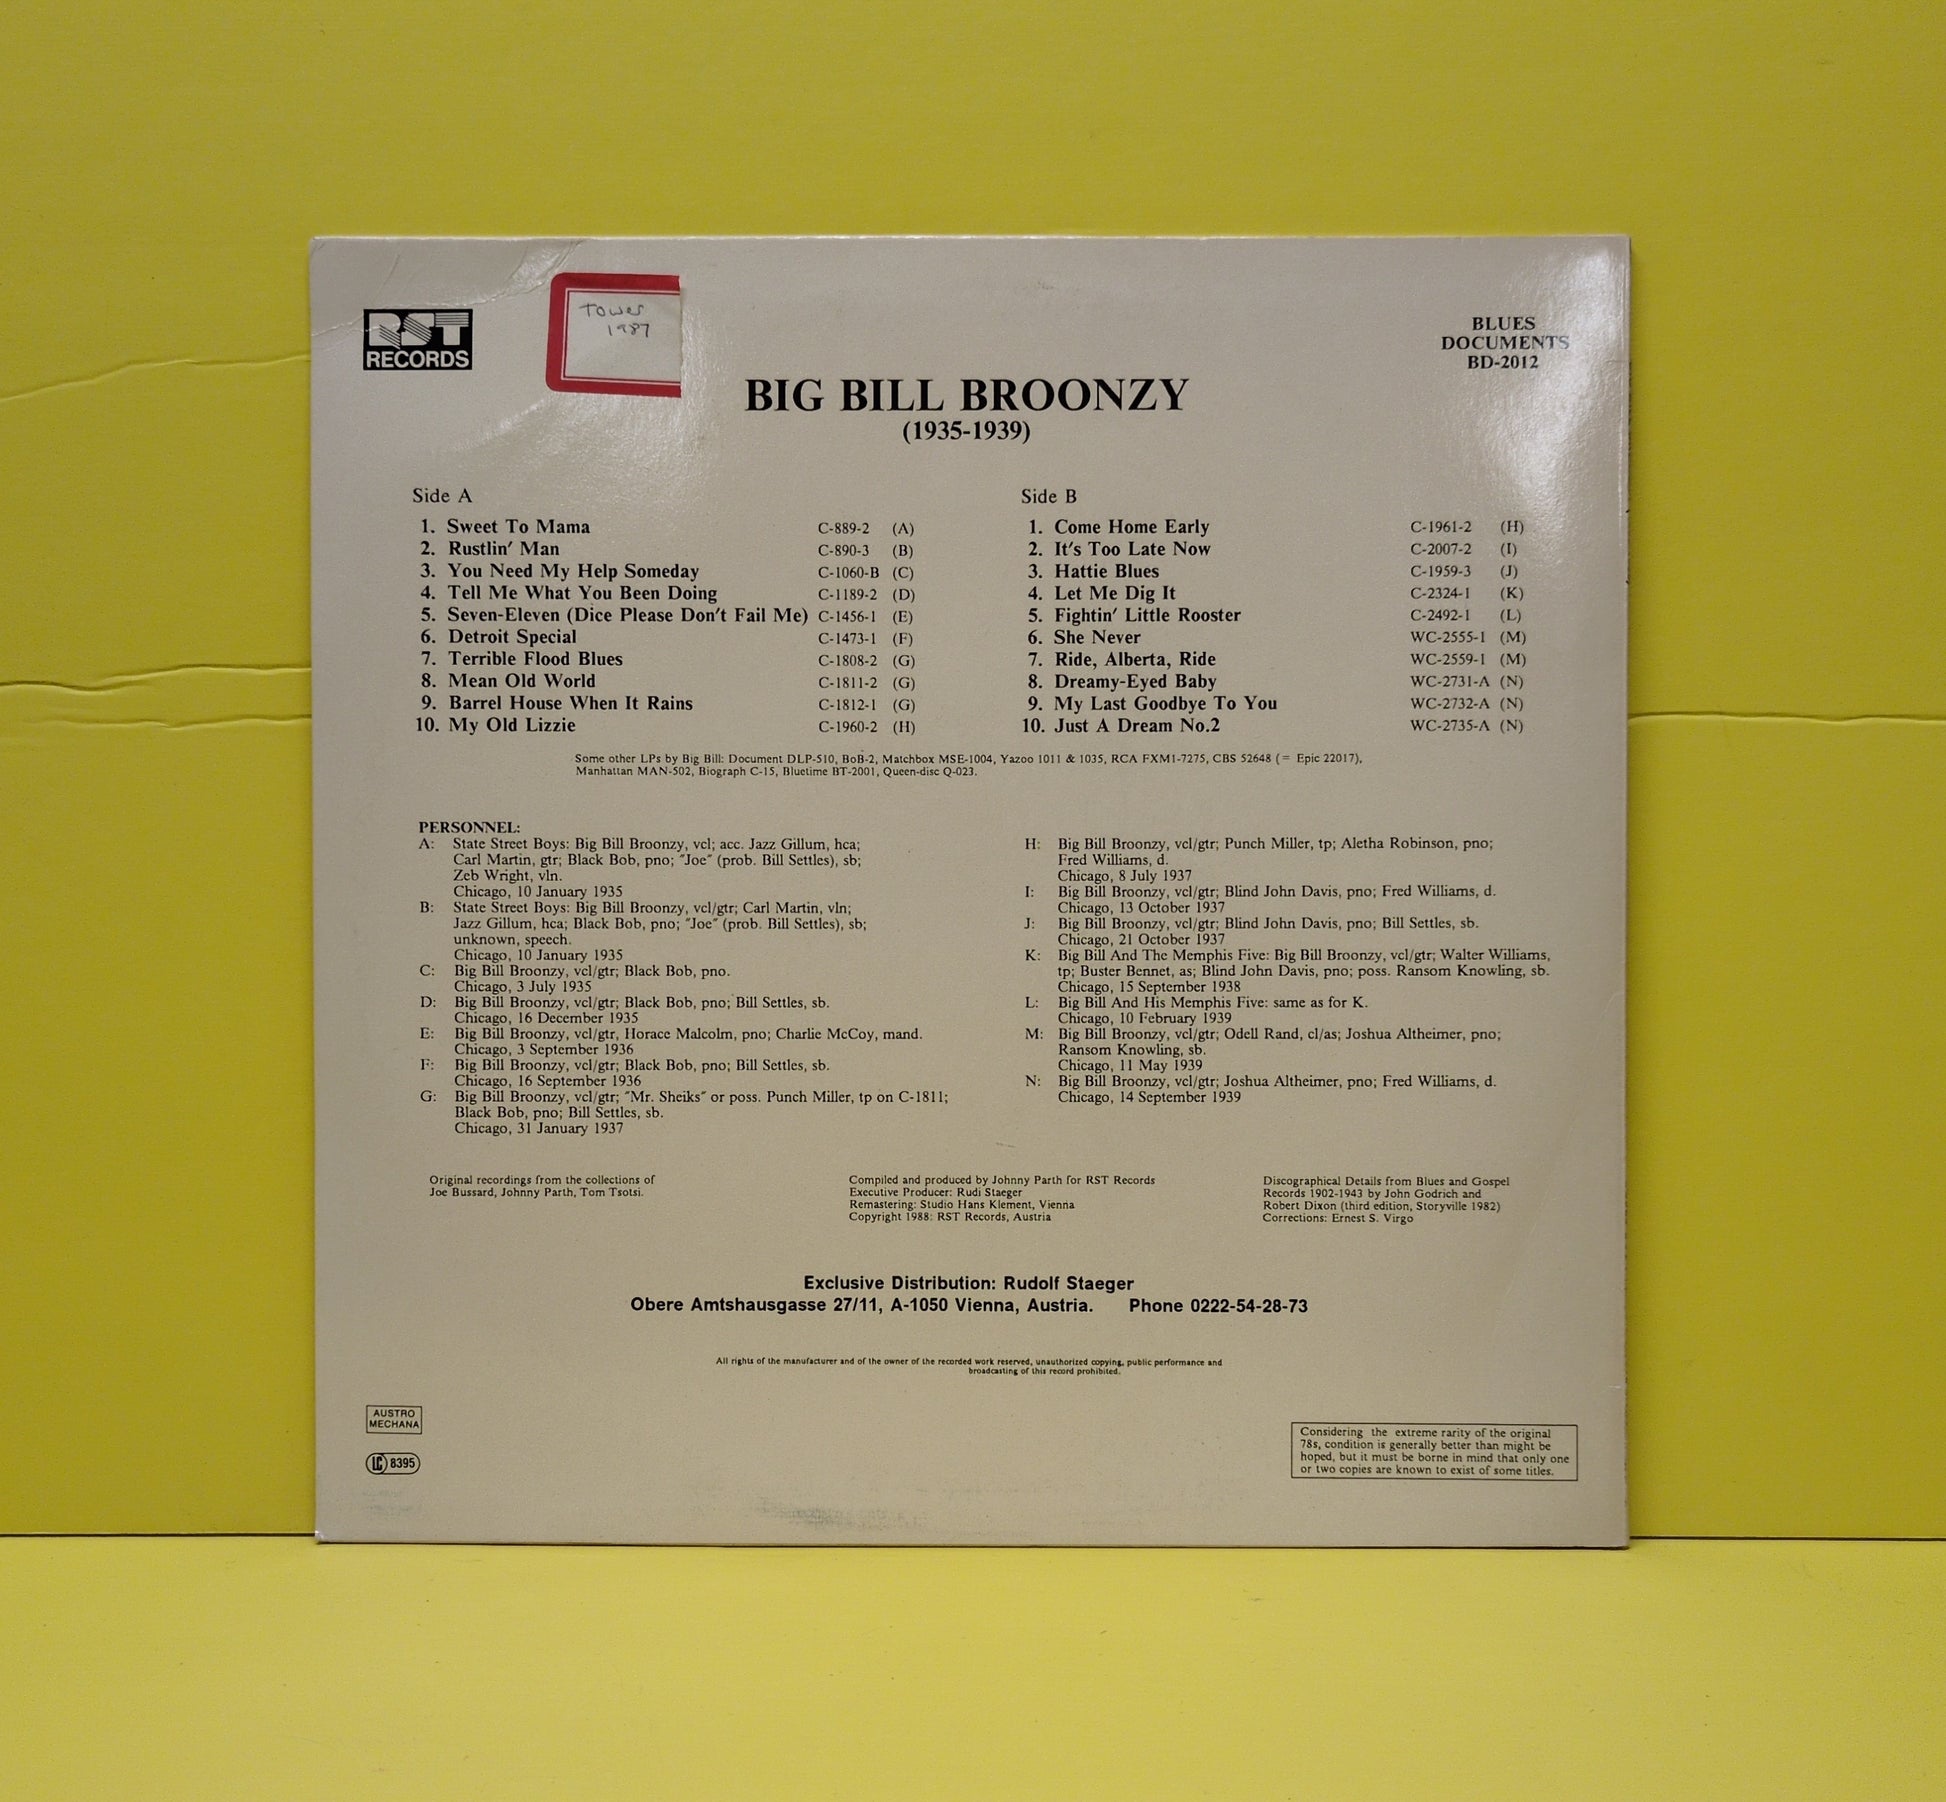 RST
RECORDS
Tower
1987
BLUES
DOCUMENTS
BD-2012
BIG BILL BROONZY
(1935-1939)
Side A
1. Sweet To Mama C-889-2 (A)
2. Rustlin' Man C-890-3 (B)
3. You Need My Help Someday C-1060-B (C)
4. Tell Me What You Been Doing C-1189-2 (D)
5. Seven-Eleven (Dice Please Don't Fail Me) C-1456-1 (E)
6. Detroit Special C-1473-1 (F)
7. Terrible Flood Blues C-1808-2 (G)
8. Mean Old World C-1811-2 (G)
9. Barrel House When It Rains C-1812-1 (G)
10. My Old Lizzie C-1960-2 (H)
Side B
1. Come Home Early C-1961-2 (H)
2. It's Too Late Now C-2007-2 (I)
3. Hattie Blues C-1959-3 (J)
4. Let Me Dig It C-2324-1 (K)
5. Fightin' Little Rooster C-2492-1 (L)
6. She Never WC-2555-1 (M)
7. Ride, Alberta, Ride WC-2559-1 (M)
8. Dreamy-Eyed Baby WC-2731-A (N)
9. My Last Goodbye To You WC-2732-A (N)
10. Just A Dream No.2 WC-2735-A (N)
Some other LPs by Big Bill: Document DLP-510, BoB-2, Matchbox MSE-1004, Yazoo 1011 & 1035, RCA FXM1-7275, CBS 52648 (= Epic 22017),
Manhattan MAN-502, Biograph C-15, Bluetime BT-2001, Queen-disc Q-023.
PERSONNEL:
A: State Street Boys: Big Bill Broonzy, vcl; acc. Jazz Gillum, hca;
Carl Martin, gtr; Black Bob, pno; "Joe" (prob. Bill Settles), sb;
Zeb Wright, vln.
Chicago, 10 January 1935
B: State Street Boys: Big Bill Broonzy, vcl/gtr; Carl Martin, vln;
Jazz Gillum, hca; Black Bob, pno; "Joe" (prob. Bill Settles), sb;
unknown, speech.
Chicago, 10 January 1935
C: Big Bill Broonzy, vcl/gtr; Black Bob, pno.
Chicago, 3 July 1935
D: Big Bill Broonzy, vcl/gtr; Black Bob, pno; Bill Settles, sb.
Chicago, 16 December 1935
E: Big Bill Broonzy, vcl/gtr, Horace Malcolm, pno; Charlie McCoy, mand.
Chicago, 3 September 1936
F: Big Bill Broonzy, vcl/gtr; Black Bob, pno; Bill Settles, sb.
Chicago, 16 September 1936
G: Big Bill Broonzy, vcl/gtr; "Mr. Sheiks" or poss. Punch Miller, tp on C-1811;
Black Bob, pno; Bill Settles, sb.
Chicago, 31 January 1937
H: Big Bill Broonzy, vcl/gtr; Punch Miller, tp; Aletha Robinson, pno;
Fred Williams, d.
Chicago, 8 July 1937
I: Big Bill Broonzy, vcl/gtr; Blind John Davis, pno; Fred Williams, d.
Chicago, 13 October 1937
J: Big Bill Broonzy, vcl/gtr; Blind John Davis, pno; Bill Settles, sb.
Chicago, 21 October 1937
K: Big Bill And The Memphis Five: Big Bill Broonzy, vcl/gtr; Walter Williams,
tp; Buster Bennet, as; Blind John Davis, pno; poss. Ransom Knowling, sb.
Chicago, 15 September 1938
L: Big Bill And His Memphis Five: same as for K.
Chicago, 10 February 1939
M: Big Bill Broonzy, vcl/gtr; Odell Rand, cl/as; Joshua Altheimer, pno;
Ransom Knowling, sb.
Chicago, 11 May 1939
N: Big Bill Broonzy, vcl/gtr; Joshua Altheimer, pno; Fred Williams, d.
Chicago, 14 September 1939
Original recordings from the collections of
Joe Bussard, Johnny Parth, Tom Tsotsi.
Compiled and produced by Johnny Parth for RST Records
Executive Producer: Rudi Staeger
Remastering: Studio Hans Klement, Vienna
Copyright 1988: RST Records, Austria
Discographical Details from Blues and Gospel
Records 1902-1943 by John Godrich and
Robert Dixon (third edition, Storyville 1982)
Corrections: Ernest S. Virgo
Exclusive Distribution: Rudolf Staeger
Obere Amtshausgasse 27/11, A-1050 Vienna, Austria. Phone 0222-54-28-73
All rights of the manufacturer and of the owner of the recorded work reserved, unauthorized copying, public performance and
broadcasting of this record prohibited.
AUSTRO
MECHANA
LC 8395
Considering the extreme rarity of the original
78s, condition is generally better than might be
hoped, but it must be borne in mind that only one
or two copies are known to exist of some titles.